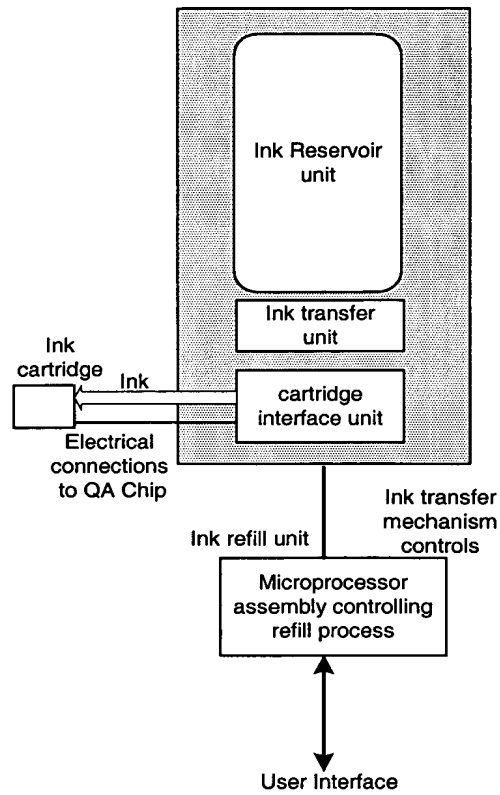 Ink Reservoir
unit
Ink transfer
unit
Ink
cartridge
Ink
cartridge
interface unit
Electrical
connections
to QA Chip
Ink transfer
mechanism
controls
Ink refill unit
Microprocessor
assembly controlling
refill process
User Interface